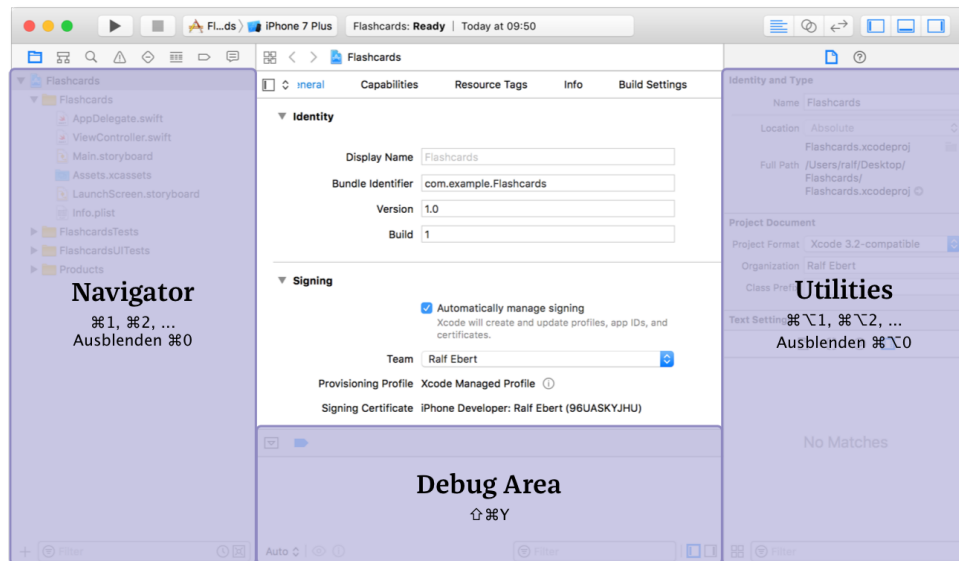 Fl...ds
iPhone 7 Plus
Flashcards: Ready | Today at 09:50
Flashcards
General
Capabilities
Resource Tags
Info
Build Settings
Flashcards
Flashcards
AppDelegate.swift
ViewController.swift
Main.storyboard
Assets.xcassets
LaunchScreen.storyboard
Info.plist
FlashcardsTests
FlashcardsUITests
Products
Navigator
⌘1, ⌘2, ...
Ausblenden ⌘0
Filter
Identity
Display Name Flashcards
Bundle Identifier com.example.Flashcards
Version 1.0
Build 1
Signing
Automatically manage signing
Xcode will create and update profiles, app IDs, and
certificates.
Team Ralf Ebert
Provisioning Profile Xcode Managed Profile
Signing Certificate iPhone Developer: Ralf Ebert (96UASKYJHU)
Debug Area
⇧⌘Y
Auto
Filter
Identity and Type
Name Flashcards
Location Absolute
Flashcards.xcodeproj
Full Path /Users/ralf/Desktop/
Flashcards/
Flashcards.xcodeproj
Project Document
Project Format Xcode 3.2-compatible
Organization Ralf Ebert
Class Prefix
Text Settings
Utilities
⌘⌥1, ⌘⌥2, ...
Ausblenden ⌘⌥0
No Matches
Filter